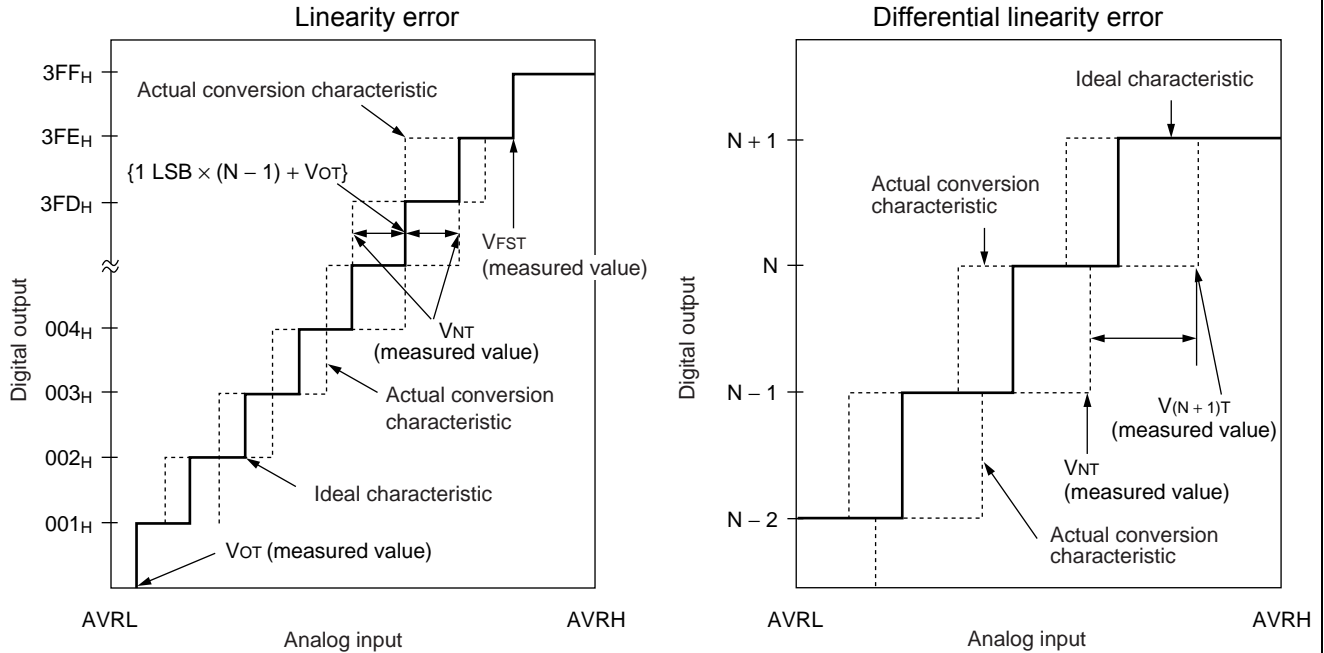 Linearity error
3FFH
Actual conversion characteristic
3FEH
{1 LSB × (N − 1) + VOT}
3FDH
VFST
(measured value)
Digital output
004H
VNT
(measured value)
003H
Actual conversion
characteristic
002H
Ideal characteristic
001H
VOT (measured value)
AVRL
AVRH
Analog input
Differential linearity error
Ideal characteristic
N + 1
Actual conversion
characteristic
N
Digital output
N − 1
V(N + 1)T
(measured value)
VNT
(measured value)
N − 2
Actual conversion
characteristic
AVRL
AVRH
Analog input